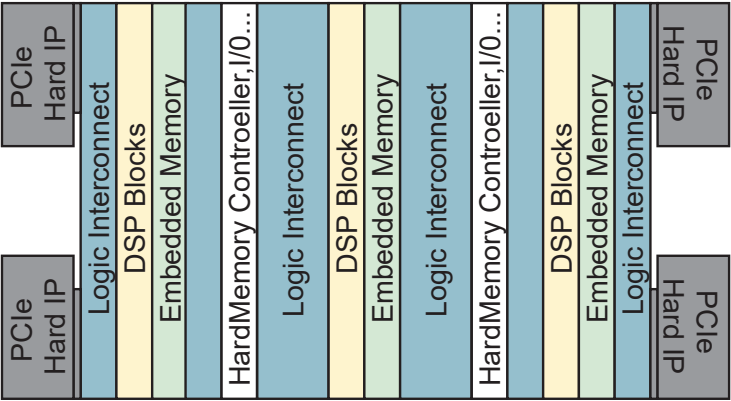 PCIe
Hard IP
PCIe
Hard IP
Logic Interconnect
DSP Blocks
Embedded Memory
HardMemory Controeller,I/0...
Logic Interconnect
DSP Blocks
Embedded Memory
Logic Interconnect
HardMemory Controeller,I/0...
DSP Blocks
Embedded Memory
Logic Interconnect
PCIe
Hard IP
PCIe
Hard IP